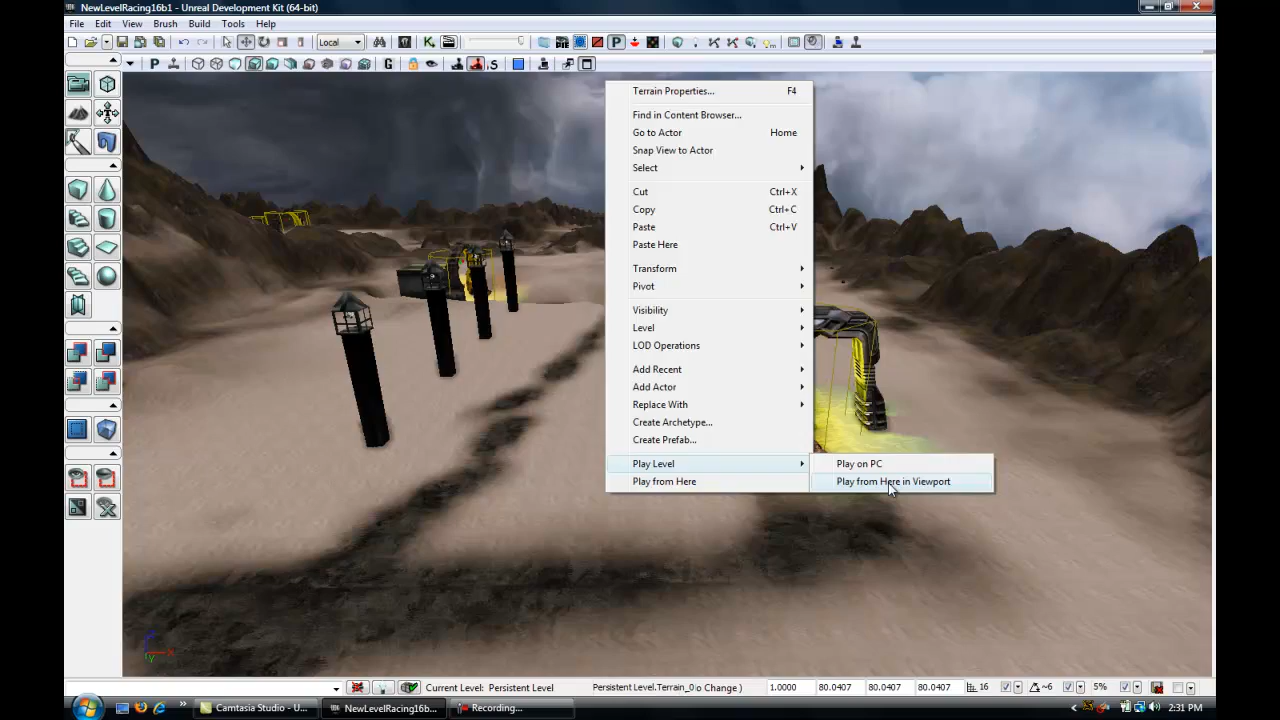 NewLevelRacing16b1 - Unreal Development Kit (64-bit)
File Edit View Brush Build Tools Help
Local
P
P G S
Terrain Properties... F4
Find in Content Browser...
Go to Actor Home
Snap View to Actor
Select
Cut Ctrl+X
Copy Ctrl+C
Paste Ctrl+V
Paste Here
Transform
Pivot
Visibility
Level
LOD Operations
Add Recent
Add Actor
Replace With
Create Archetype...
Create Prefab...
Play Level
Play from Here
Play on PC
Play from Here in Viewport
Z X Y
Current Level: Persistent Level Persistent Level.Terrain_0 o Change ) 1.0000 80.0407 80.0407 80.0407 16 ~6 5%
Camtasia Studio - U... NewLevelRacing16b... Recording... 2:31 PM